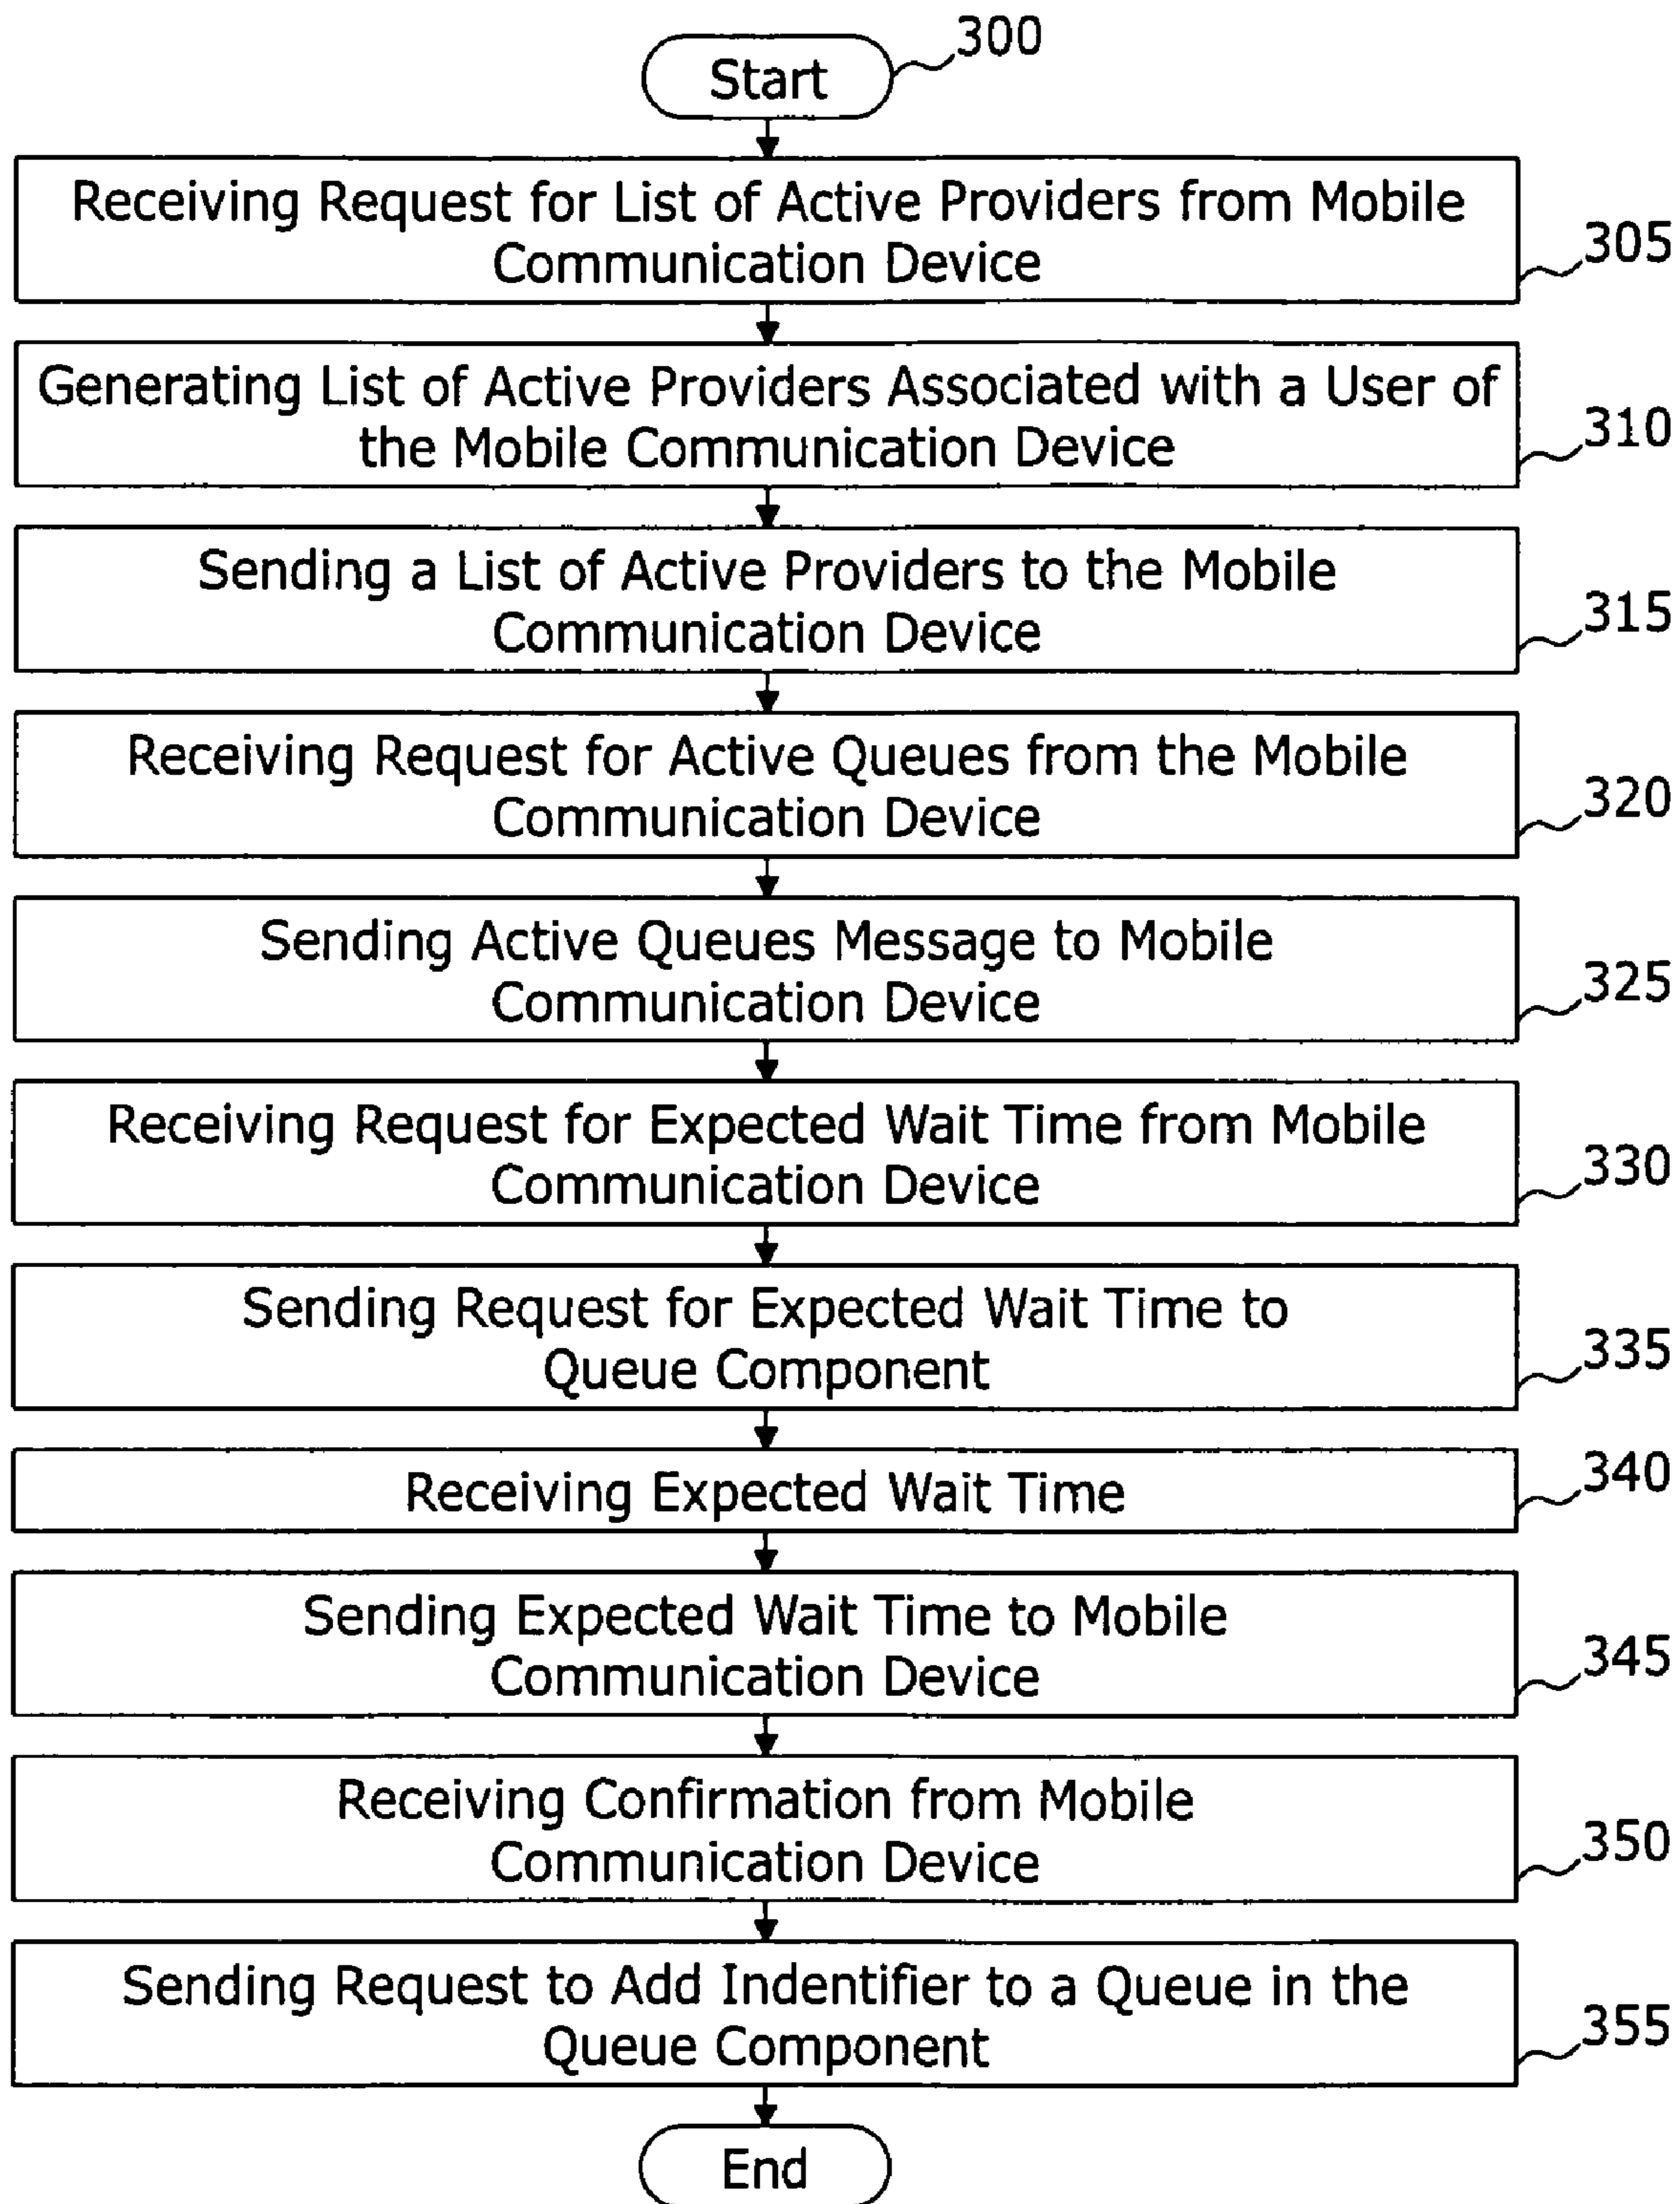 Start
300
Receiving Request for List of Active Providers from Mobile
Communication Device
305
Generating List of Active Providers Associated with a User of
the Mobile Communication Device
310
Sending a List of Active Providers to the Mobile
Communication Device
315
Receiving Request for Active Queues from the Mobile
Communication Device
320
Sending Active Queues Message to Mobile
Communication Device
325
Receiving Request for Expected Wait Time from Mobile
Communication Device
330
Sending Request for Expected Wait Time to
Queue Component
335
Receiving Expected Wait Time
340
Sending Expected Wait Time to Mobile
Communication Device
345
Receiving Confirmation from Mobile
Communication Device
350
Sending Request to Add Indentifier to a Queue in the
Queue Component
355
End